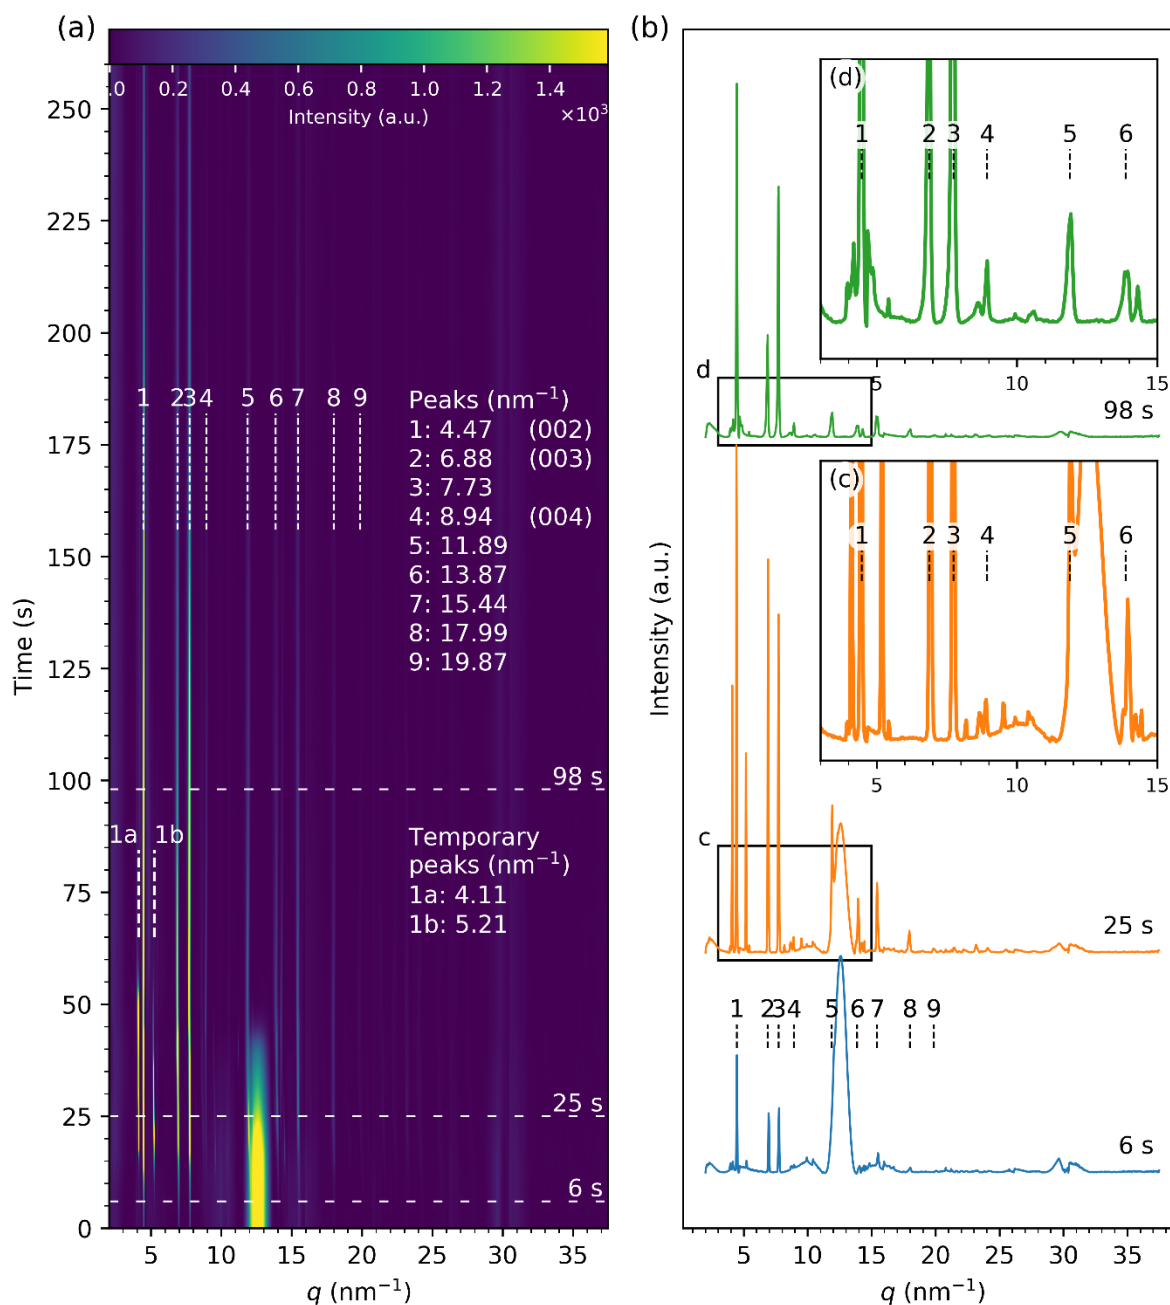 (a)
.0 0.2 0.4 0.6 0.8 1.0 1.2 1.4
Intensity (a.u.) ×10³
250
225
200
175
150
125
100
75
50
25
0
Time (s)
1 2 3 4 5 6 7 8 9
Peaks (nm⁻¹)
1: 4.47 (002)
2: 6.88 (003)
3: 7.73
4: 8.94 (004)
5: 11.89
6: 13.87
7: 15.44
8: 17.99
9: 19.87
98 s
1a 1b
Temporary
peaks (nm⁻¹)
1a: 4.11
1b: 5.21
25 s
6 s
5 10 15 20 25 30 35
q (nm⁻¹)
(b)
Intensity (a.u.)
(d)
1 2 3 4 5 6
5 10 15
d
98 s
(c)
1 2 3 4 5 6
5 10 15
c
25 s
1 2 3 4 5 6 7 8 9
6 s
5 10 15 20 25 30 35
q (nm⁻¹)